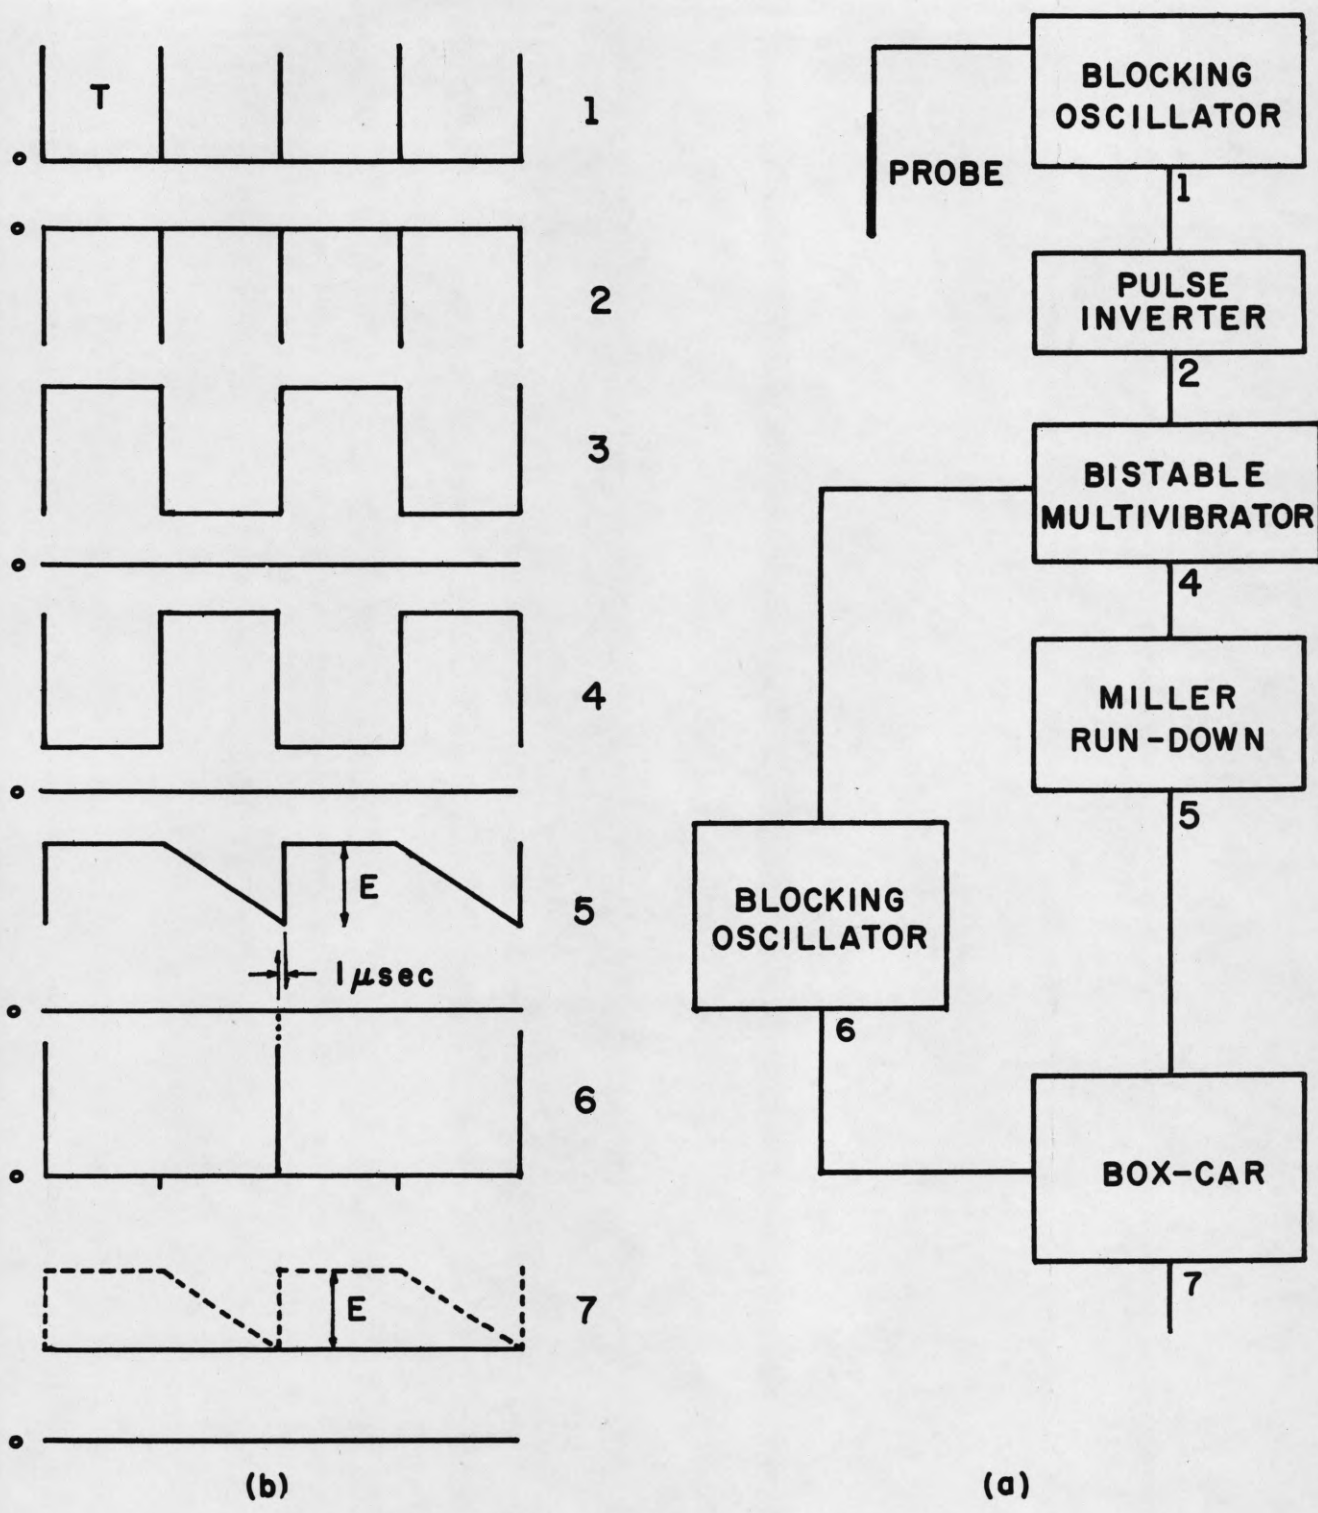 T
1
o
o
2
3
o
4
o
E
5
1 μsec
o
6
o
E
7
o
(b)
BLOCKING
OSCILLATOR
PROBE
1
PULSE
INVERTER
2
BISTABLE
MULTIVIBRATOR
4
MILLER
RUN-DOWN
5
BLOCKING
OSCILLATOR
6
BOX-CAR
7
(a)